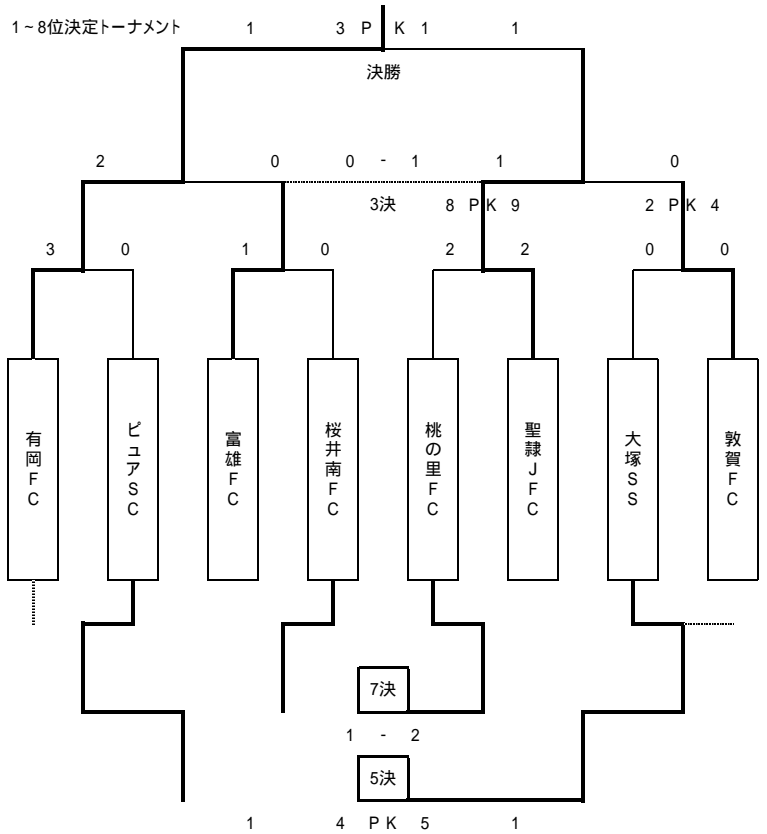 1~8位決定トーナメント 1 3 P K 1 1
決勝
2 0 0 - 1 1 0
3決 8 P K 9 2 P K 4
3 0 1 0 2 2 0 0
有岡FC
ピュアSC
富雄FC
桜井南FC
桃の里FC
聖隷JFC
大塚SS
敦賀FC
7決
1 - 2
5決
1 4 P K 5 1